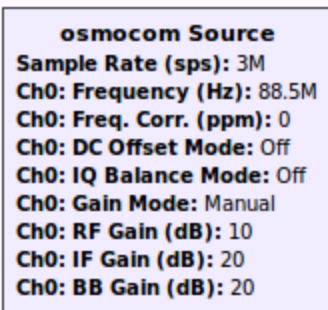 osmocom Source
Sample Rate (sps): 3M
Ch0: Frequency (Hz): 88.5M
Ch0: Freq. Corr. (ppm): 0
Ch0: DC Offset Mode: Off
Ch0: IQ Balance Mode: Off
Ch0: Gain Mode: Manual
Ch0: RF Gain (dB): 10
Ch0: IF Gain (dB): 20
Ch0: BB Gain (dB): 20